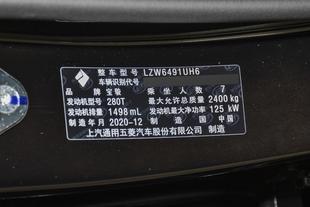 整车型号 LZW6491UH6
车辆识别代号
品牌 宝骏 乘坐人数 7
发动机型号 280T 最大允许总质量 2400 kg
发动机排量 1498 mL 发动机最大净功率 125 kW
制造年月 2020-12 制造国 中国
上汽通用五菱汽车股份有限公司 制造